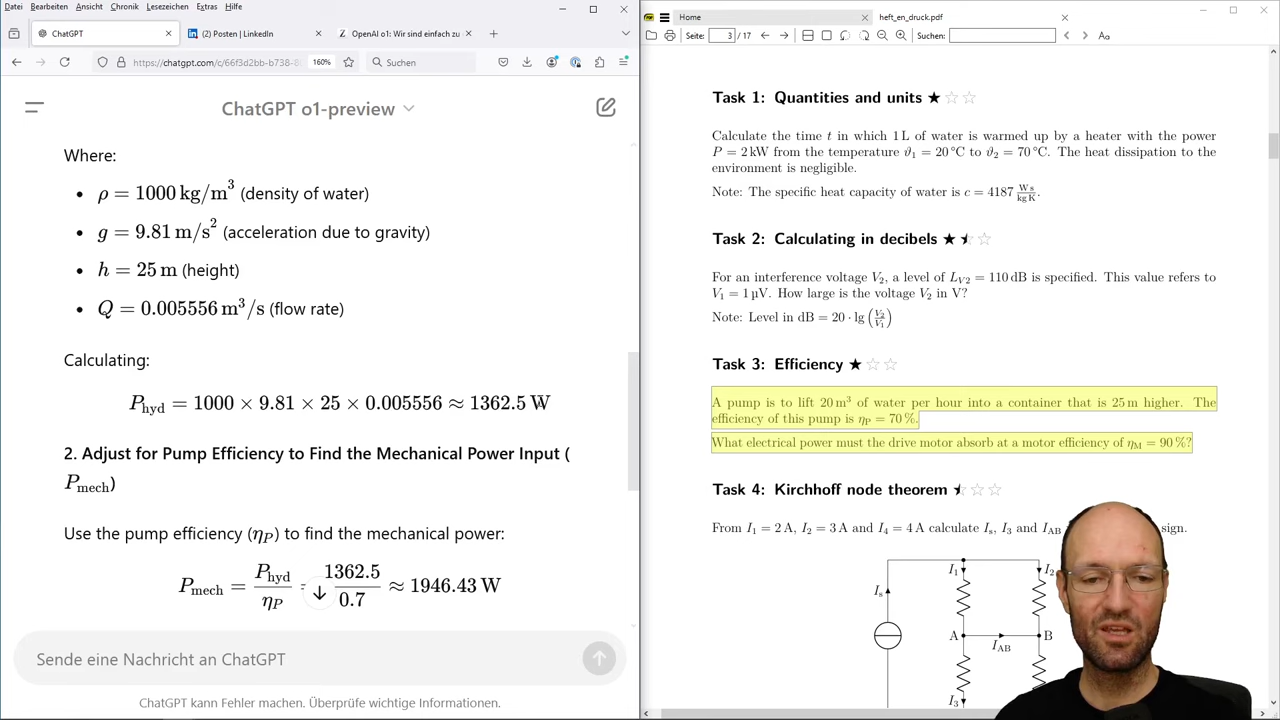 Datei Bearbeiten Ansicht Chronik Lesezeichen Extras Hilfe
ChatGPT
(2) Posten | LinkedIn
OpenAI o1: Wir sind einfach zu
https://chatgpt.com/c/66f3d2bb-b738-8
160%
Suchen
ChatGPT o1-preview
Where:
• ρ = 1000 kg/m³ (density of water)
• g = 9.81 m/s² (acceleration due to gravity)
• h = 25 m (height)
• Q = 0.005556 m³/s (flow rate)
Calculating:
P_hyd = 1000 × 9.81 × 25 × 0.005556 ≈ 1362.5 W
2. Adjust for Pump Efficiency to Find the Mechanical Power Input (
P_mech)
Use the pump efficiency (η_P) to find the mechanical power:
P_mech = P_hyd / η_P = 1362.5 / 0.7 ≈ 1946.43 W
Sende eine Nachricht an ChatGPT
ChatGPT kann Fehler machen. Überprüfe wichtige Informationen.
Home
heft_en_druck.pdf
Seite: 3 / 17
Suchen:
Task 1: Quantities and units ★☆☆
Calculate the time t in which 1 L of water is warmed up by a heater with the power
P = 2 kW from the temperature ϑ₁ = 20 °C to ϑ₂ = 70 °C. The heat dissipation to the
environment is negligible.
Note: The specific heat capacity of water is c = 4187 W s / kg K.
Task 2: Calculating in decibels ★⯪☆
For an interference voltage V₂, a level of L_V2 = 110 dB is specified. This value refers to
V₁ = 1 µV. How large is the voltage V₂ in V?
Note: Level in dB = 20 · lg (V₂ / V₁)
Task 3: Efficiency ★☆☆
A pump is to lift 20 m³ of water per hour into a container that is 25 m higher. The
efficiency of this pump is η_P = 70 %.
What electrical power must the drive motor absorb at a motor efficiency of η_M = 90 %?
Task 4: Kirchhoff node theorem ⯪☆☆
From I₁ = 2 A, I₂ = 3 A and I₄ = 4 A calculate I_s, I₃ and I_AB sign.
I₁
I₂
I_s
A
B
I_AB
I₃